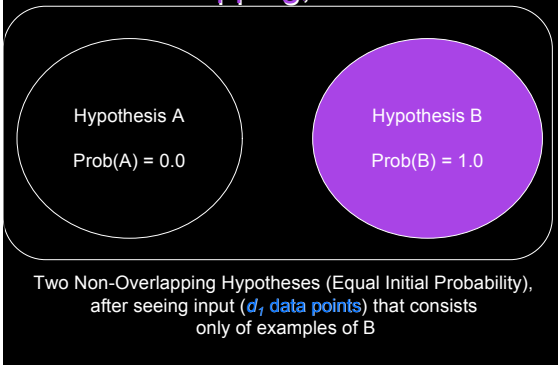 Hypothesis A
Hypothesis B
Prob(A) = 0.0
Prob(B) = 1.0
Two Non-Overlapping Hypotheses (Equal Initial Probability),
after seeing input (d₁ data points) that consists
only of examples of B